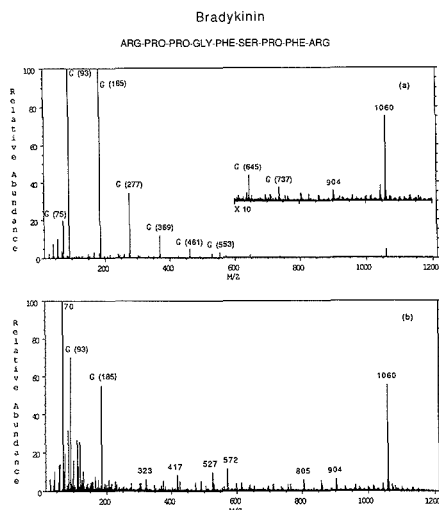 Bradykinin
ARG-PRO-PRO-GLY-PHE-SER-PRO-PHE-ARG
Relative Abundance
100
80
60
40
20
0
G (93)
G (165)
(a)
1060
G (645)
G (737)
904
G (277)
G (75)
G (369)
G (461)
G (553)
X 10
200
400
600
800
1000
1200
M/Z
Relative Abundance
100
80
60
40
20
0
70
(b)
G (93)
G (185)
1060
323
417
527
572
805
904
200
400
600
800
1000
M/Z